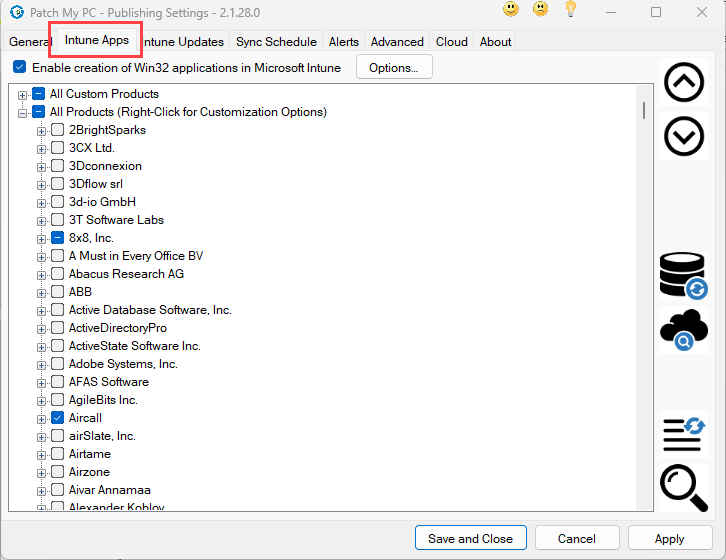 Patch My PC - Publishing Settings - 2.1.28.0
General Intune Apps Intune Updates Sync Schedule Alerts Advanced Cloud About
Enable creation of Win32 applications in Microsoft Intune Options...
All Custom Products
All Products (Right-Click for Customization Options)
2BrightSparks
3CX Ltd.
3Dconnexion
3Dflow srl
3d-io GmbH
3T Software Labs
8x8, Inc.
A Must in Every Office BV
Abacus Research AG
ABB
Active Database Software, Inc.
ActiveDirectoryPro
ActiveState Software Inc.
Adobe Systems, Inc.
AFAS Software
AgileBits Inc.
Aircall
airSlate, Inc.
Airtame
Airzone
Aivar Annamaa
Alexander Koblov
Save and Close Cancel Apply